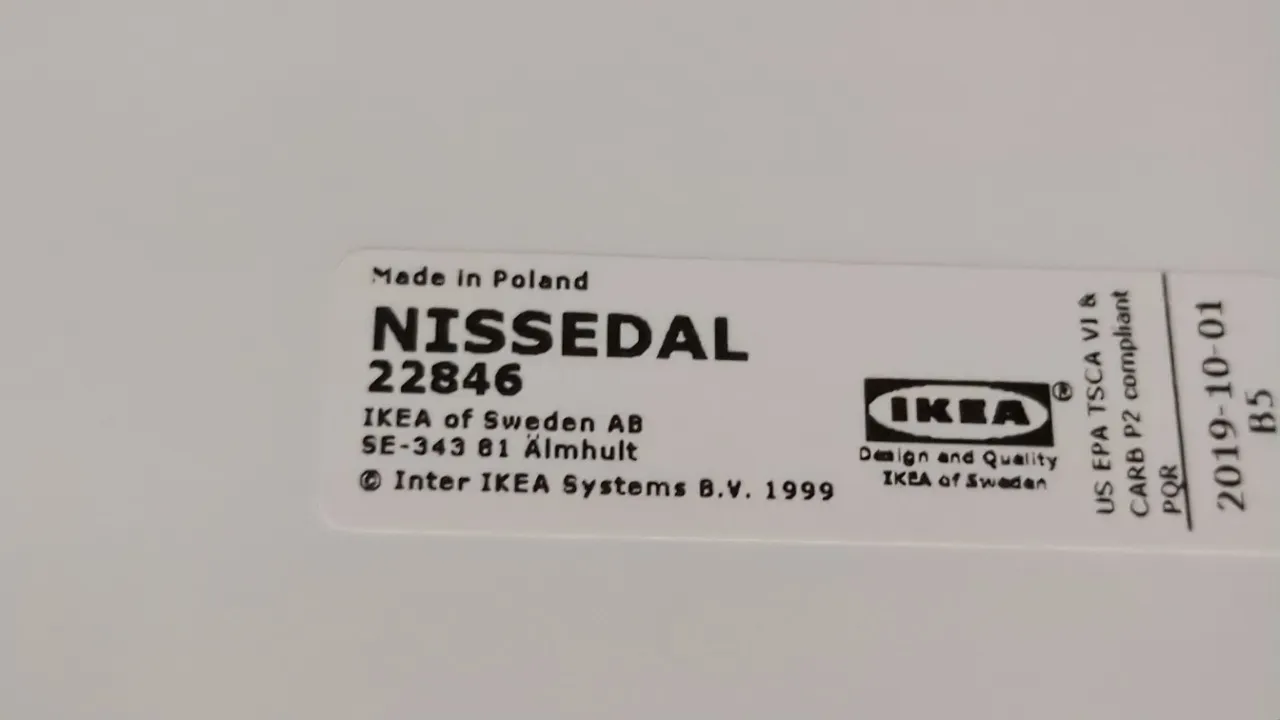 Made in Poland
NISSEDAL
22846
IKEA of Sweden AB
SE-343 81 Älmhult
© Inter IKEA Systems B.V. 1999
IKEA®
Design and Quality
IKEA of Sweden
US EPA TSCA VI &
CARB P2 compliant
PQR
2019-10-01
B5